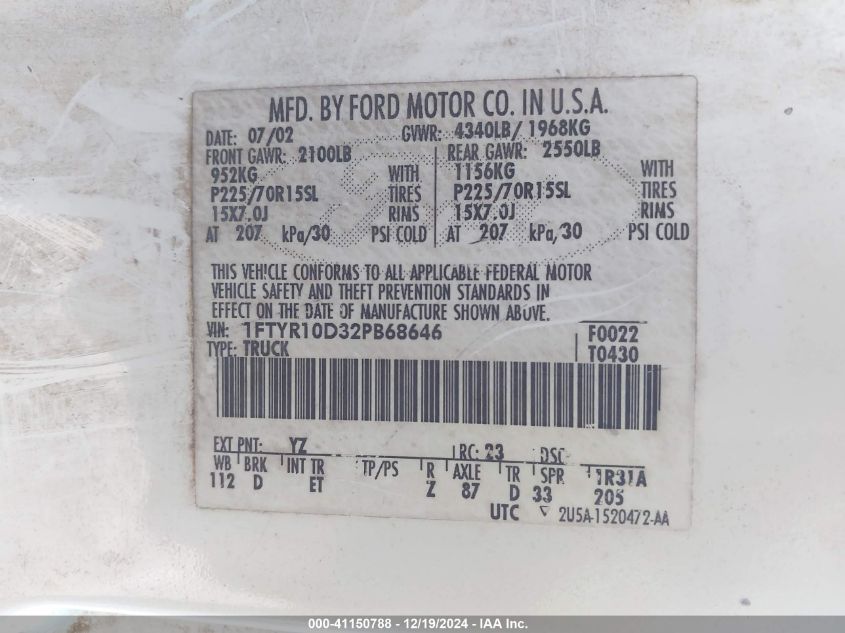 MFD. BY FORD MOTOR CO. IN U.S.A.
DATE: 07/02 GVWR: 4340LB/ 1968KG
FRONT GAWR: 2100LB REAR GAWR: 2550LB
952KG WITH 1156KG WITH
P225/70R15SL TIRES P225/70R15SL TIRES
15X7.0J RIMS 15X7.0J RIMS
AT 207 kPa/30 PSI COLD AT 207 kPa/30 PSI COLD
THIS VEHICLE CONFORMS TO ALL APPLICABLE FEDERAL MOTOR
VEHICLE SAFETY AND THEFT PREVENTION STANDARDS IN
EFFECT ON THE DATE OF MANUFACTURE SHOWN ABOVE.
VIN: 1FTYR10D32PB68646 F0022
TYPE: TRUCK T0430
EXT PNT: YZ RC: 23 DSO
WB BRK INT TR TP/PS R AXLE TR SPR 1R31A
112 D ET Z 87 D 33 205
UTC 2U5A-1520472-AA
000-41150788 - 12/19/2024 - IAA Inc.